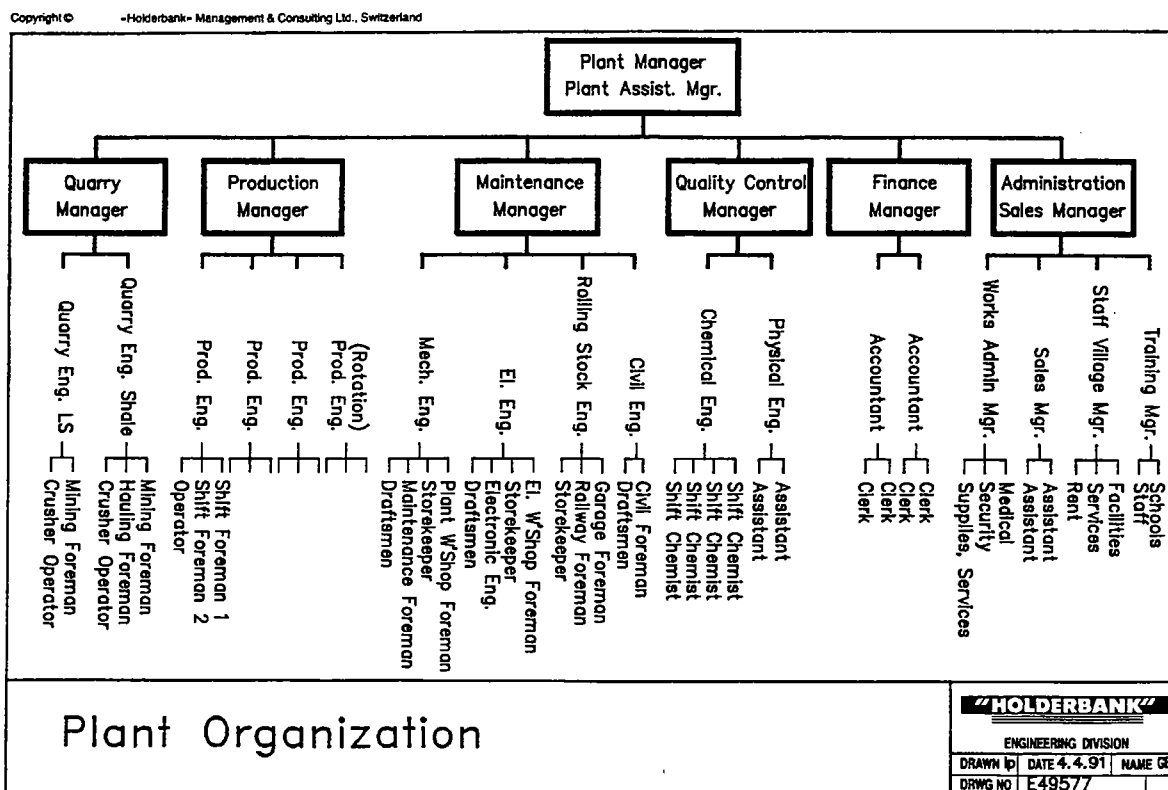 Copyright © -Holderbank- Management & Consulting Ltd., Switzerland
Plant Manager
Plant Assist. Mgr.
Quarry
Manager
Production
Manager
Maintenance
Manager
Quality Control
Manager
Finance
Manager
Administration
Sales Manager
Quarry Eng. LS
Quarry Eng. Shale
Prod. Eng.
Prod. Eng.
Prod. Eng.
Prod. Eng.
(Rotation)
Mech. Eng.
El. Eng.
Rolling Stock Eng.
Civil Eng.
Chemical Eng.
Physical Eng.
Accountant
Accountant
Works Admin Mgr.
Sales Mgr.
Staff Village Mgr.
Training Mgr.
Mining Foreman
Crusher Operator
Mining Foreman
Hauling Foreman
Crusher Operator
Shift Foreman 1
Shift Foreman 2
Operator
Plant W'Shop Foreman
Storekeeper
Maintenance Foreman
Draftsmen
El. W'Shop Foreman
Storekeeper
Electronic Eng.
Draftsmen
Garage Foreman
Railway Foreman
Storekeeper
Civil Foreman
Draftsmen
Shift Chemist
Shift Chemist
Shift Chemist
Shift Chemist
Assistant
Assistant
Clerk
Clerk
Clerk
Clerk
Clerk
Medical
Security
Supplies, Services
Assistant
Assistant
Facilities
Services
Rent
Schools
Staff
Plant Organization
"HOLDERBANK"
ENGINEERING DIVISION
DRAWN Ip DATE 4.4.91 NAME
DRWG NO E49577